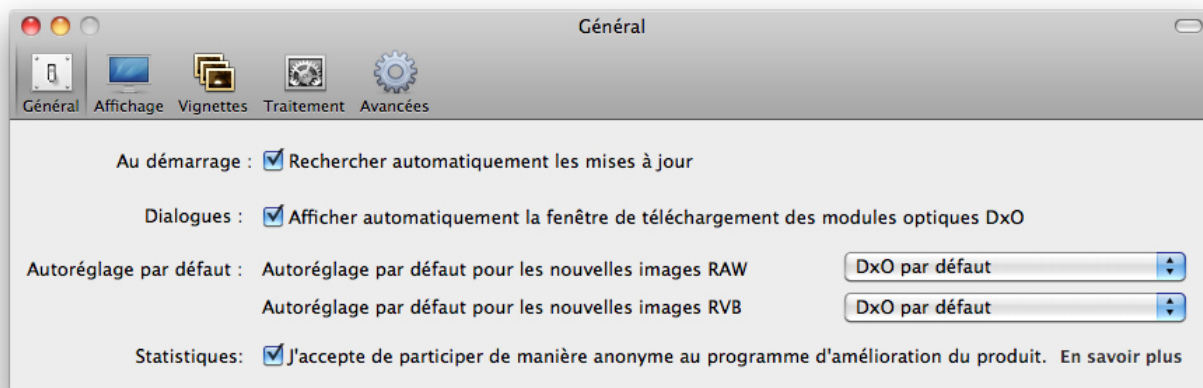 Général
Général Affichage Vignettes Traitement Avancées
Au démarrage : Rechercher automatiquement les mises à jour
Dialogues : Afficher automatiquement la fenêtre de téléchargement des modules optiques DxO
Autoréglage par défaut : Autoréglage par défaut pour les nouvelles images RAW DxO par défaut
Autoréglage par défaut pour les nouvelles images RVB DxO par défaut
Statistiques: J'accepte de participer de manière anonyme au programme d'amélioration du produit. En savoir plus